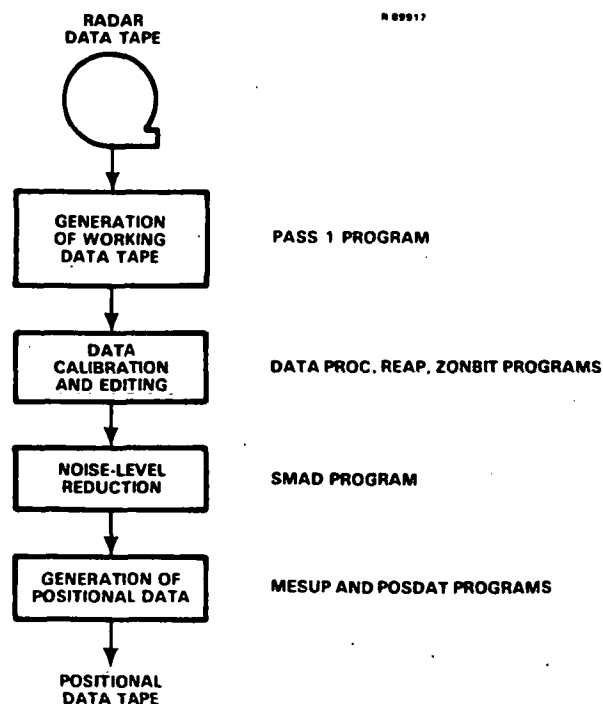 RADAR
DATA TAPE
R 89917
GENERATION
OF WORKING
DATA TAPE
PASS 1 PROGRAM
DATA
CALIBRATION
AND EDITING
DATA PROC, REAP, ZONBIT PROGRAMS
NOISE-LEVEL
REDUCTION
SMAD PROGRAM
GENERATION OF
POSITIONAL DATA
MESUP AND POSDAT PROGRAMS
POSITIONAL
DATA TAPE